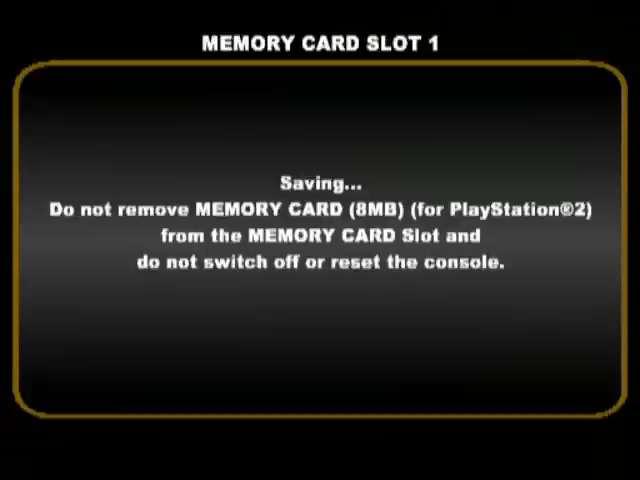 MEMORY CARD SLOT 1
Saving...
Do not remove MEMORY CARD (8MB) (for PlayStation®2)
from the MEMORY CARD Slot and
do not switch off or reset the console.